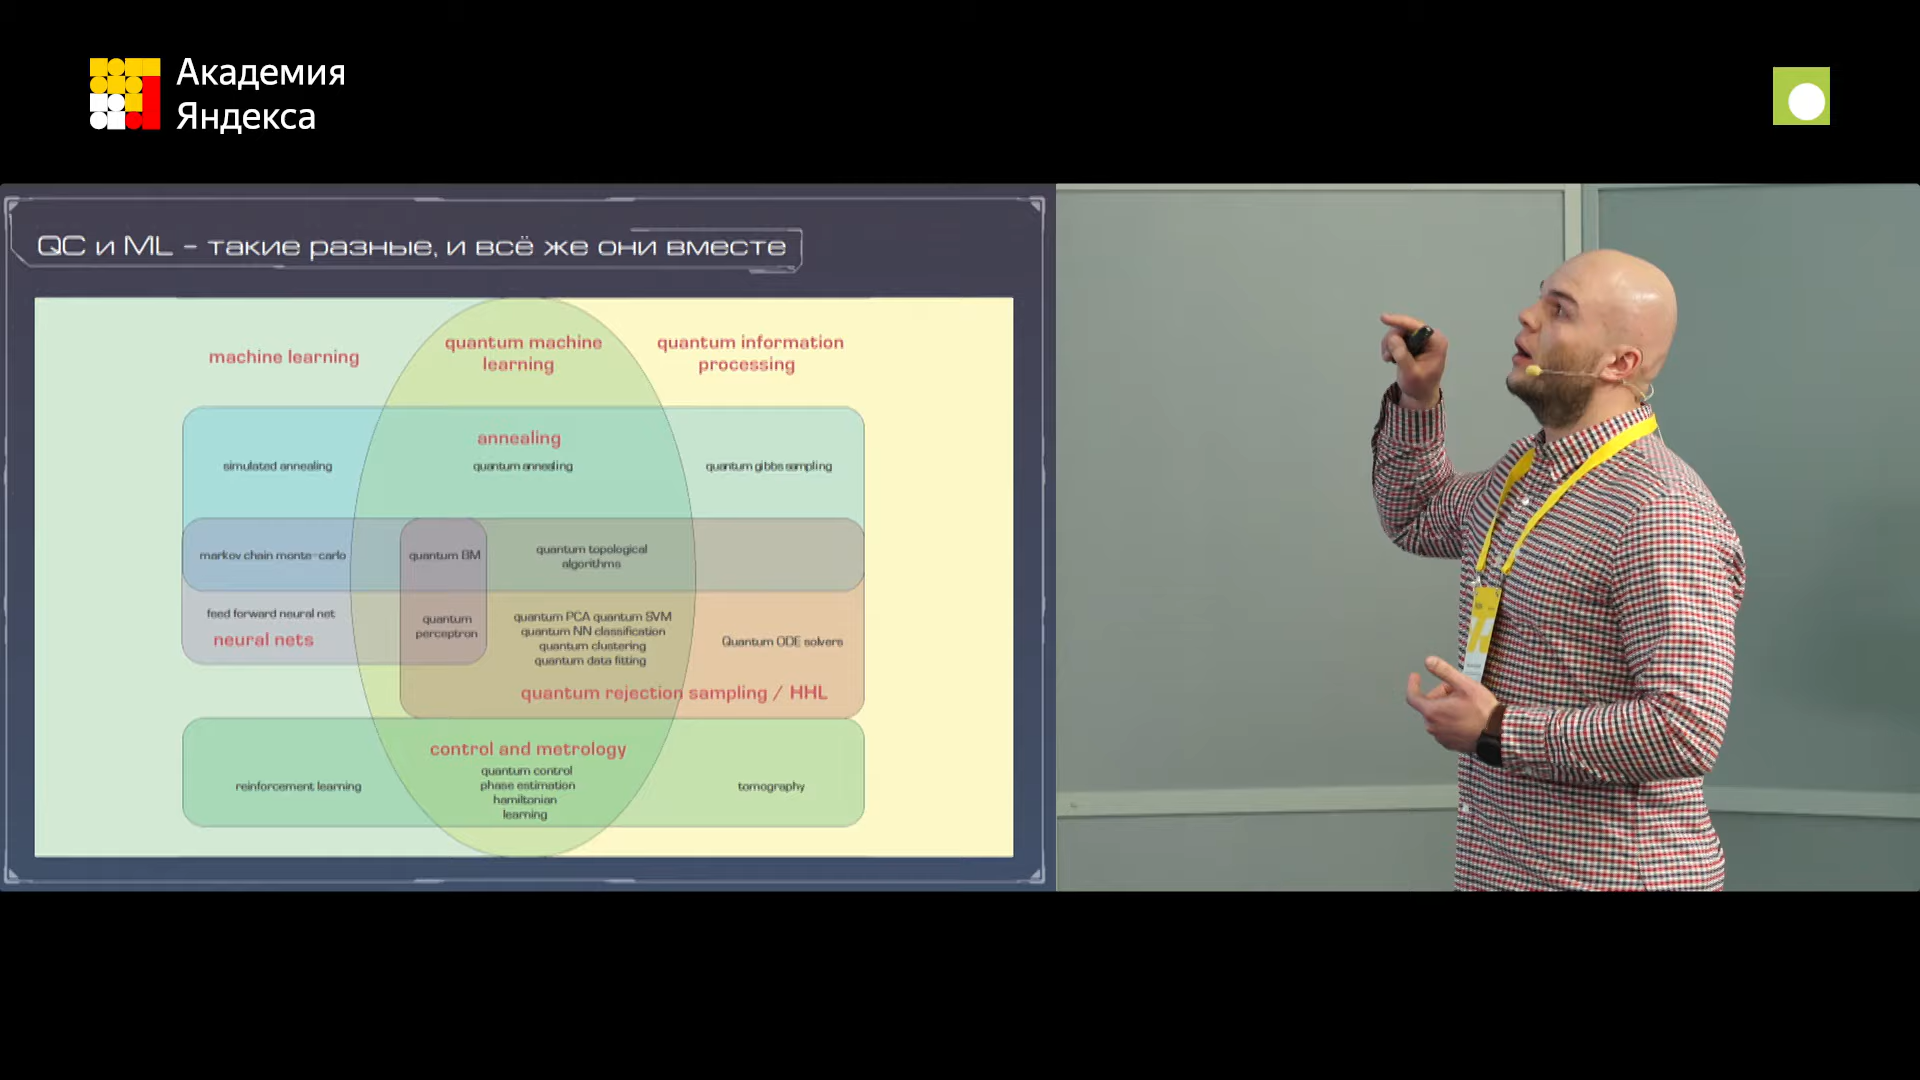 Академия
Яндекса
QC и ML – такие разные, и всё же они вместе
machine learning
quantum machine
learning
quantum information
processing
annealing
simulated annealing
quantum annealing
quantum gibbs sampling
markov chain monte-carlo
quantum BM
quantum topological
algorithms
feed forward neural net
neural nets
quantum
perceptron
quantum PCA quantum SVM
quantum NN classification
quantum clustering
quantum data fitting
Quantum ODE solvers
quantum rejection sampling / HHL
control and metrology
reinforcement learning
quantum control
phase estimation
hamiltonian
learning
tomography